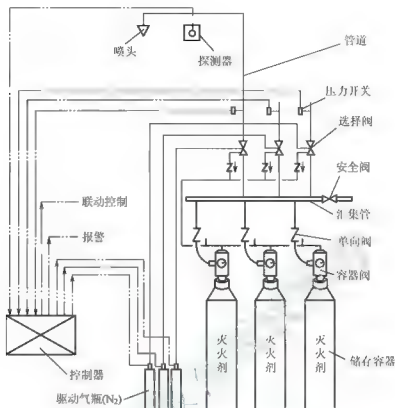 喷头
探测器
管道
压力开关
选择阀
安全阀
汇集管
单向阀
容器阀
联动控制
报警
控制器
驱动气瓶(N₂)
灭火剂
灭火剂
灭火剂
储存容器